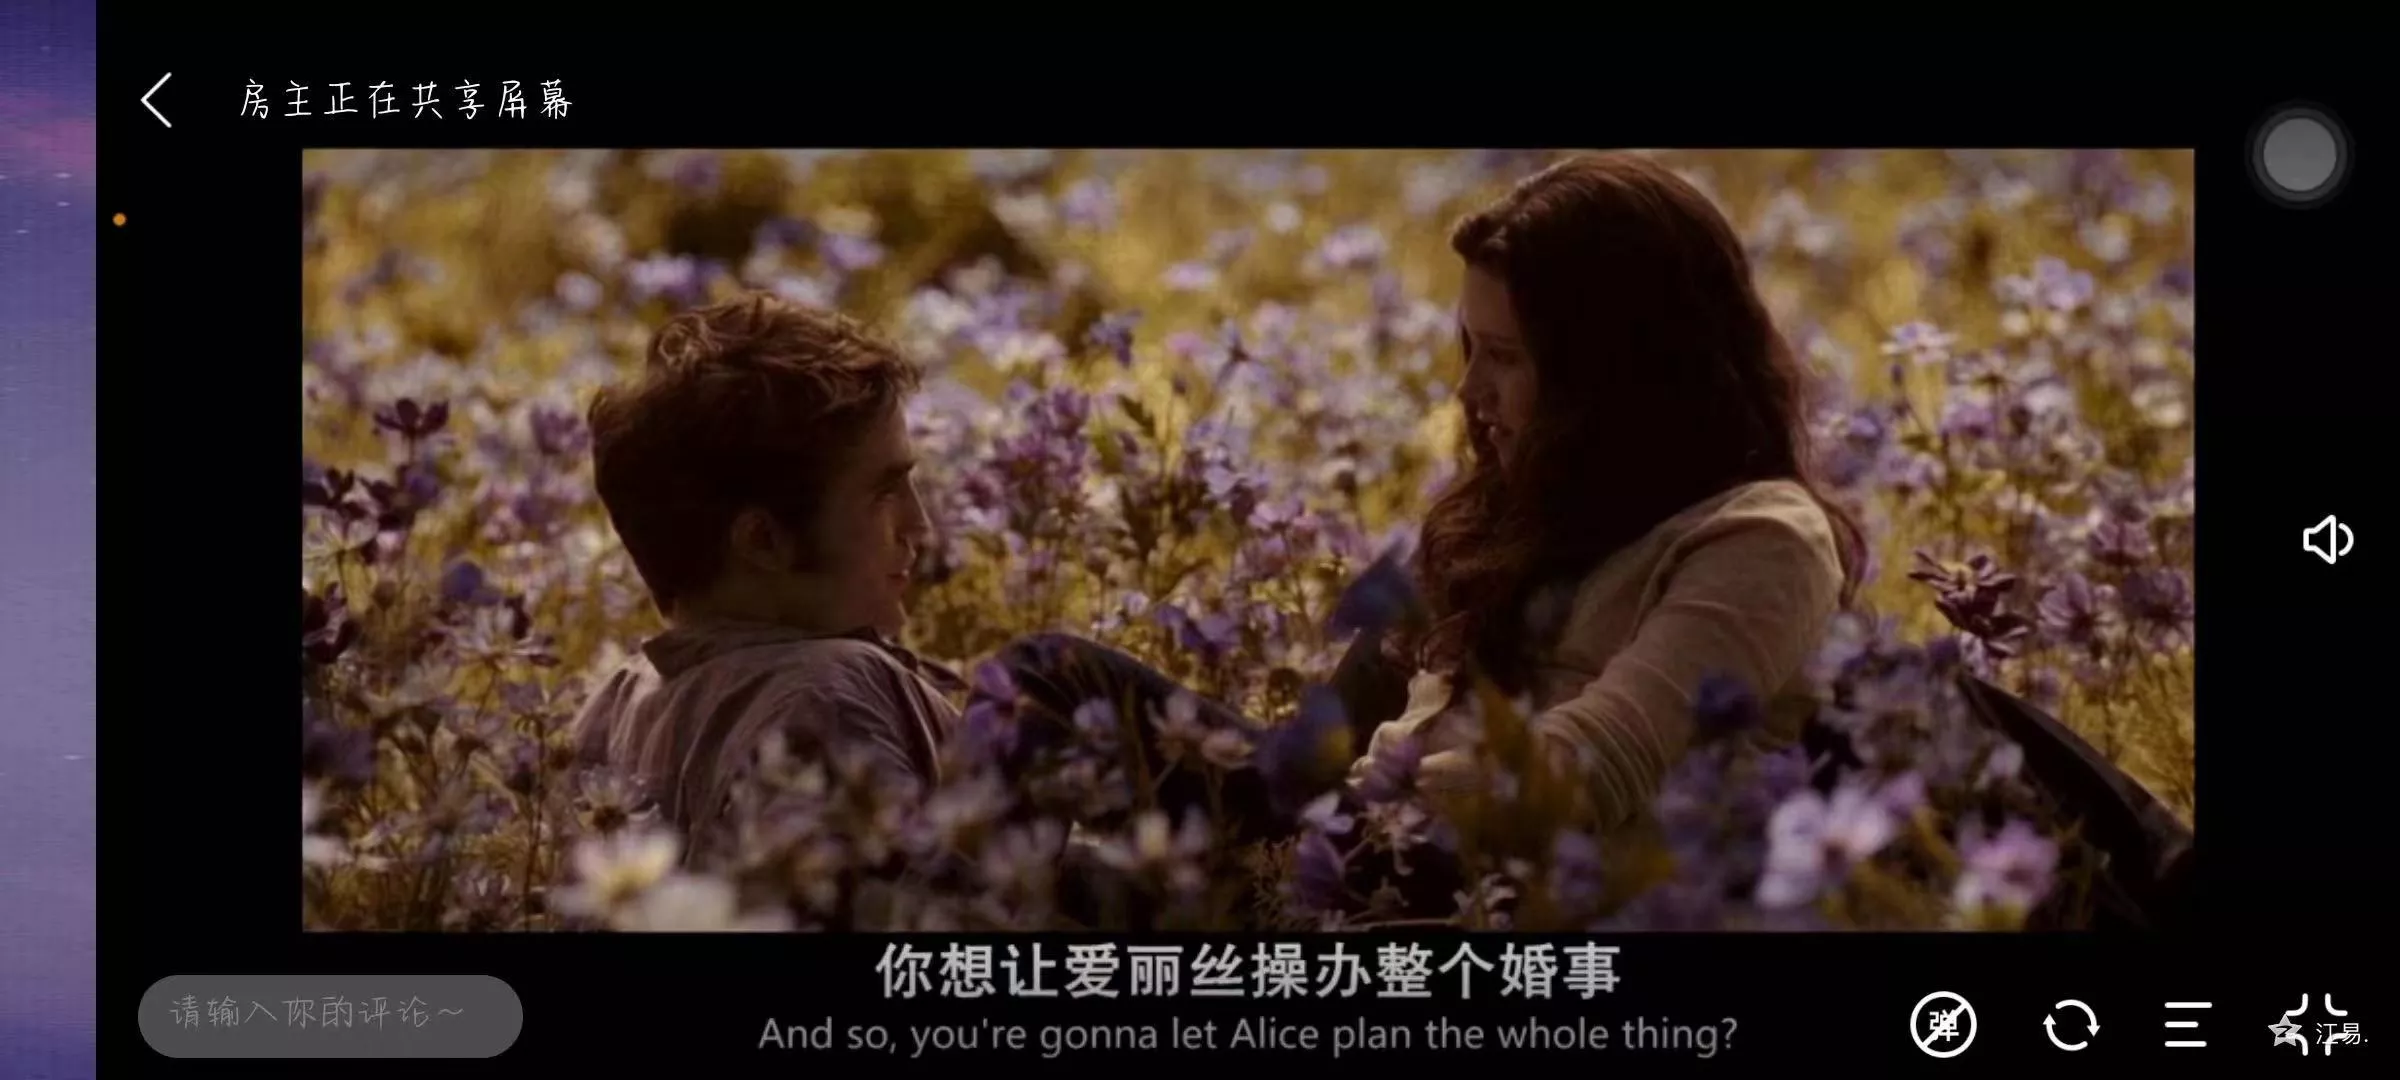 房主正在共享屏幕
你想让爱丽丝操办整个婚事
And so, you're gonna let Alice plan the whole thing?
请输入你的评论～
弹
江易.